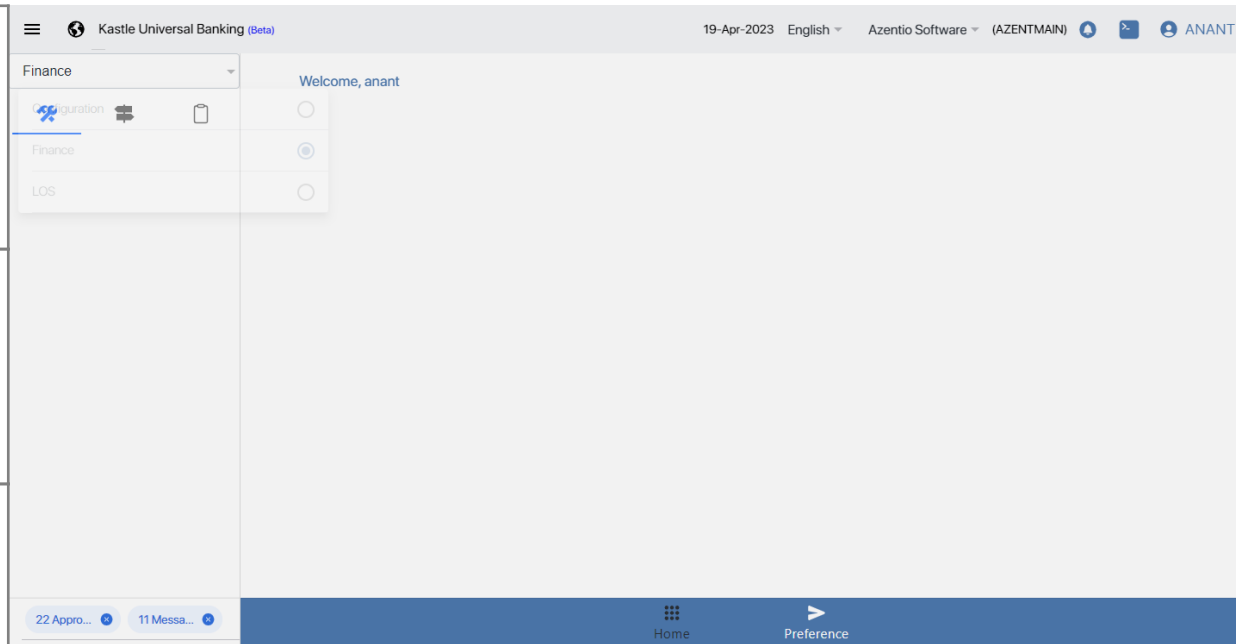 Kastle Universal Banking (Beta)
19-Apr-2023 English Azentio Software (AZENTMAIN) ANANT
Finance
Welcome, anant
Configuration
Finance
LOS
22 Appro... 11 Messa...
Home Preference